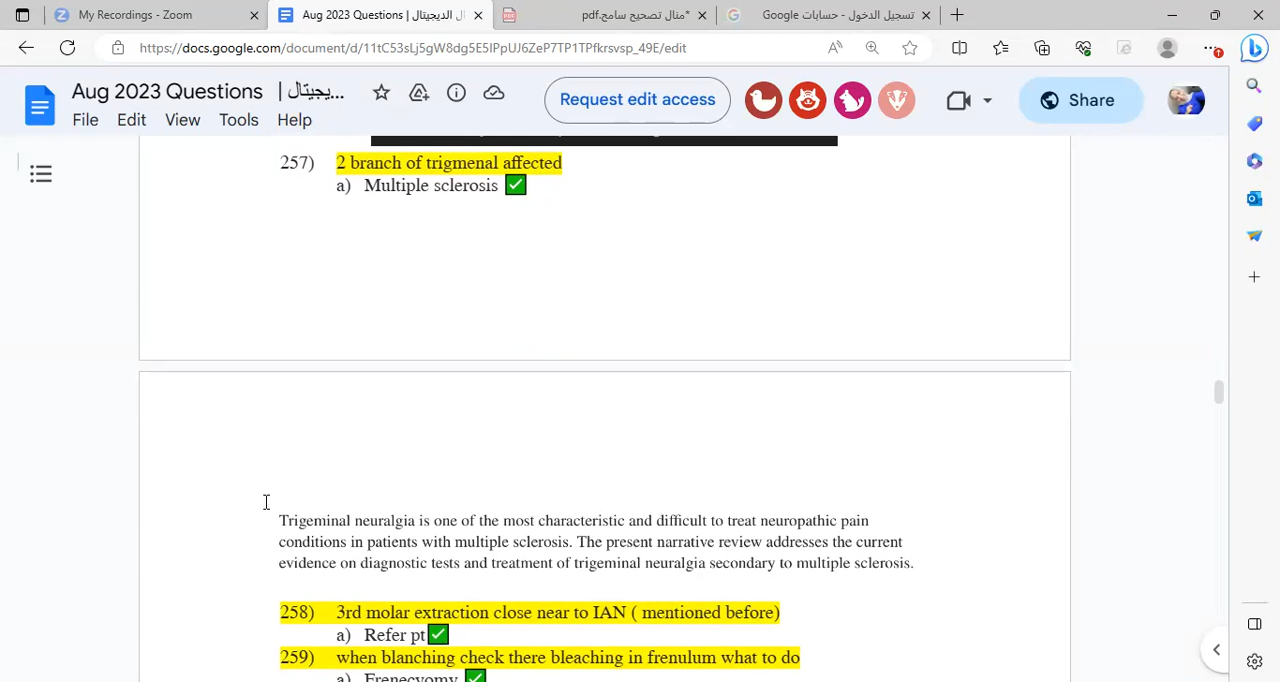 My Recordings - Zoom
Aug 2023 Questions | ال الديجيتال
*منال تصحيح سامح.pdf
تسجيل الدخول - حسابات Google
https://docs.google.com/document/d/11tC53sLj5gW8dg5E5IPpUJ6ZeP7TP1TPfkrsvsp_49E/edit
Aug 2023 Questions | يجيتال...
Request edit access
Share
File Edit View Tools Help
257) 2 branch of trigmenal affected
a) Multiple sclerosis
Trigeminal neuralgia is one of the most characteristic and difficult to treat neuropathic pain
conditions in patients with multiple sclerosis. The present narrative review addresses the current
evidence on diagnostic tests and treatment of trigeminal neuralgia secondary to multiple sclerosis.
258) 3rd molar extraction close near to IAN ( mentioned before)
a) Refer pt
259) when blanching check there bleaching in frenulum what to do
a) Frenecyomy